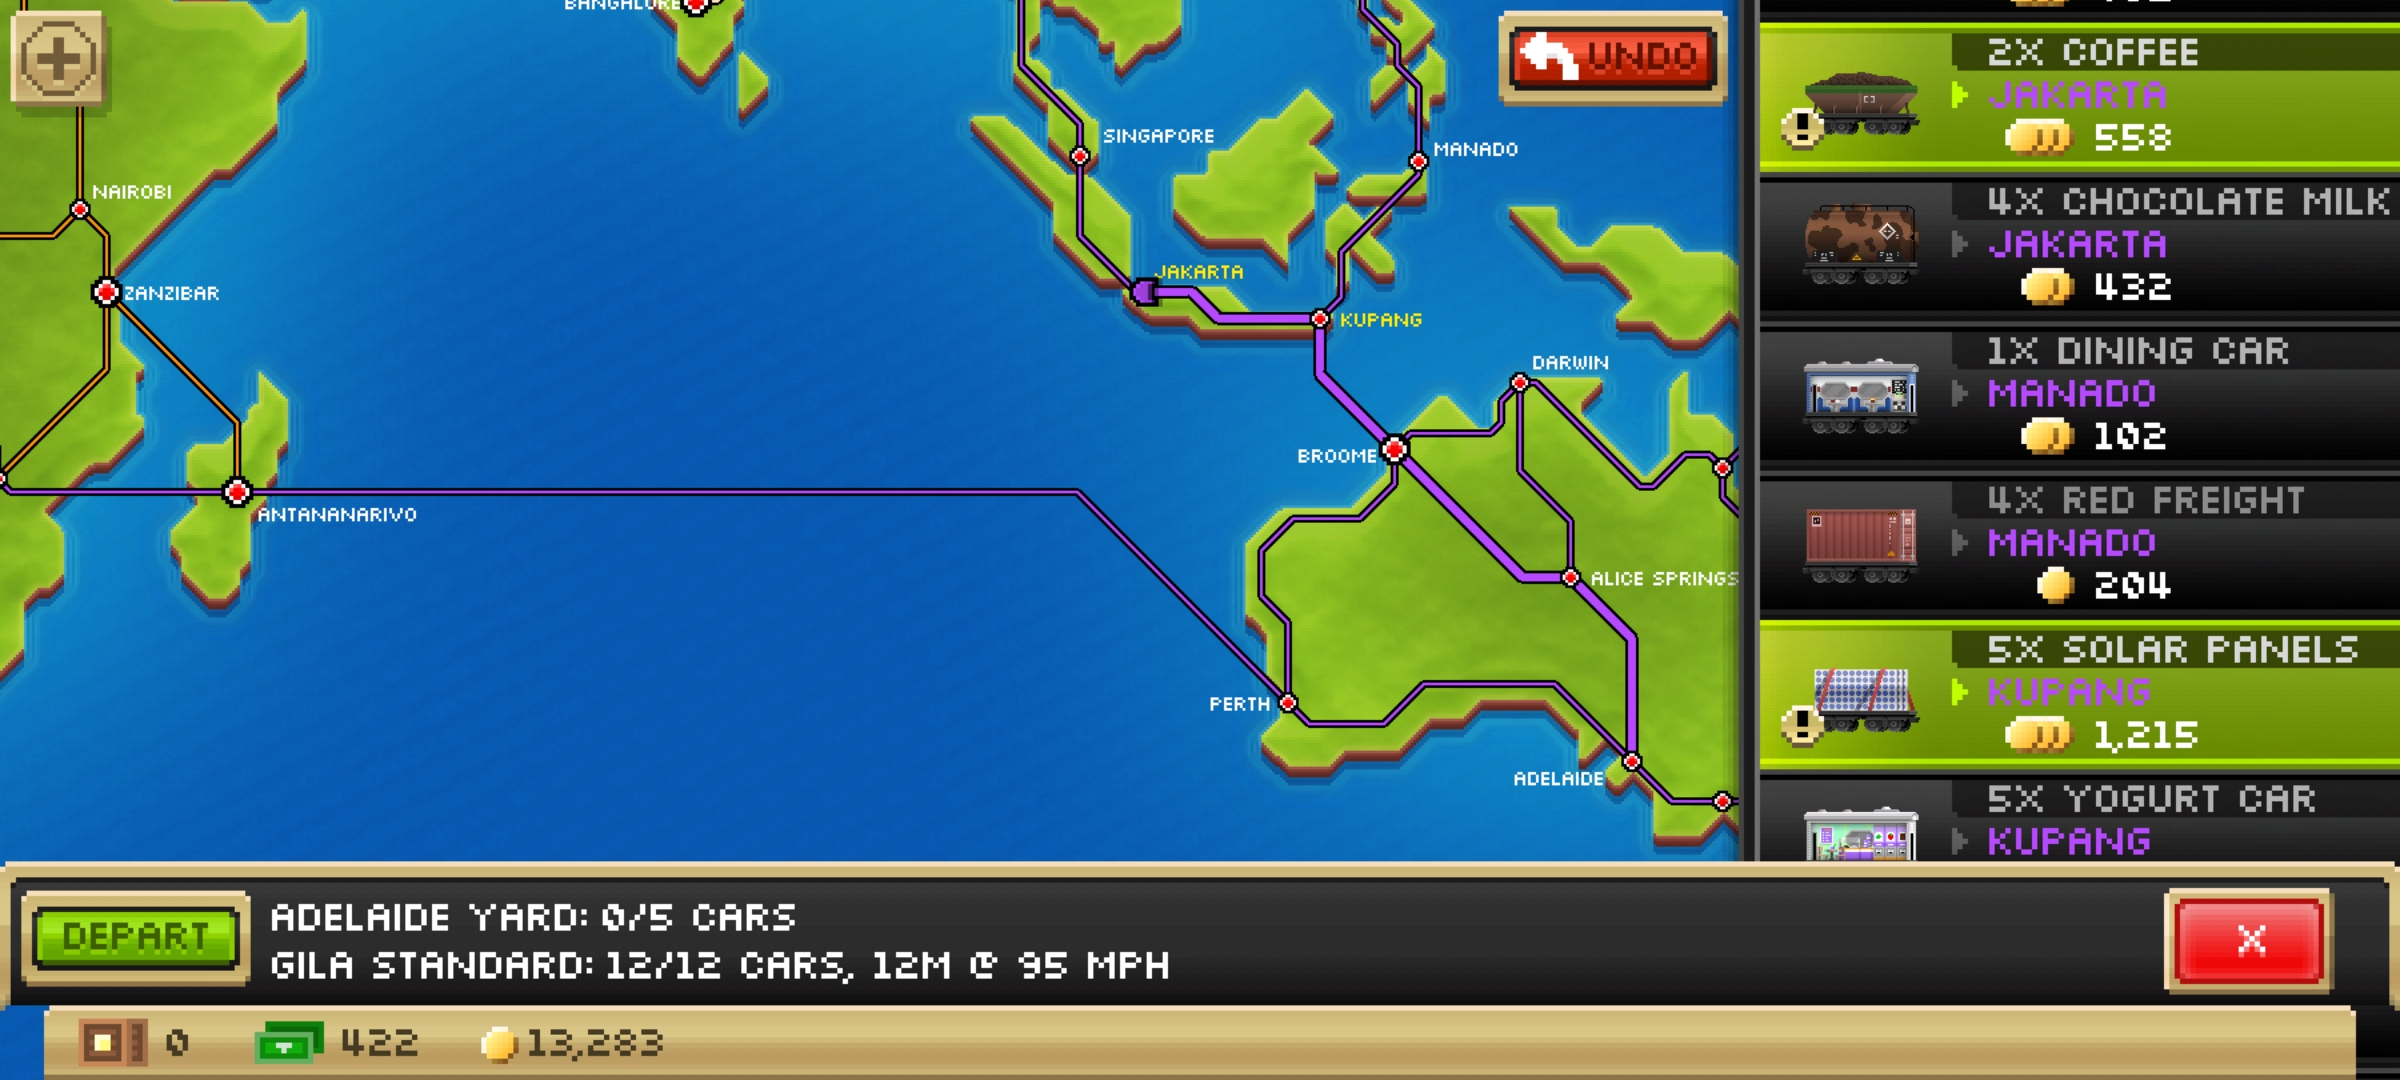 BANGALORE
UNDO
SINGAPORE
MANADO
NAIROBI
JAKARTA
ZANZIBAR
KUPANG
DARWIN
BROOME
ANTANANARIVO
ALICE SPRINGS
PERTH
ADELAIDE
2X COFFEE
JAKARTA
558
4X CHOCOLATE MILK
JAKARTA
432
1X DINING CAR
MANADO
102
4X RED FREIGHT
MANADO
204
5X SOLAR PANELS
KUPANG
1,215
5X YOGURT CAR
KUPANG
DEPART
ADELAIDE YARD: 0/5 CARS
GILA STANDARD: 12/12 CARS, 12M @ 95 MPH
X
0
422
13,283